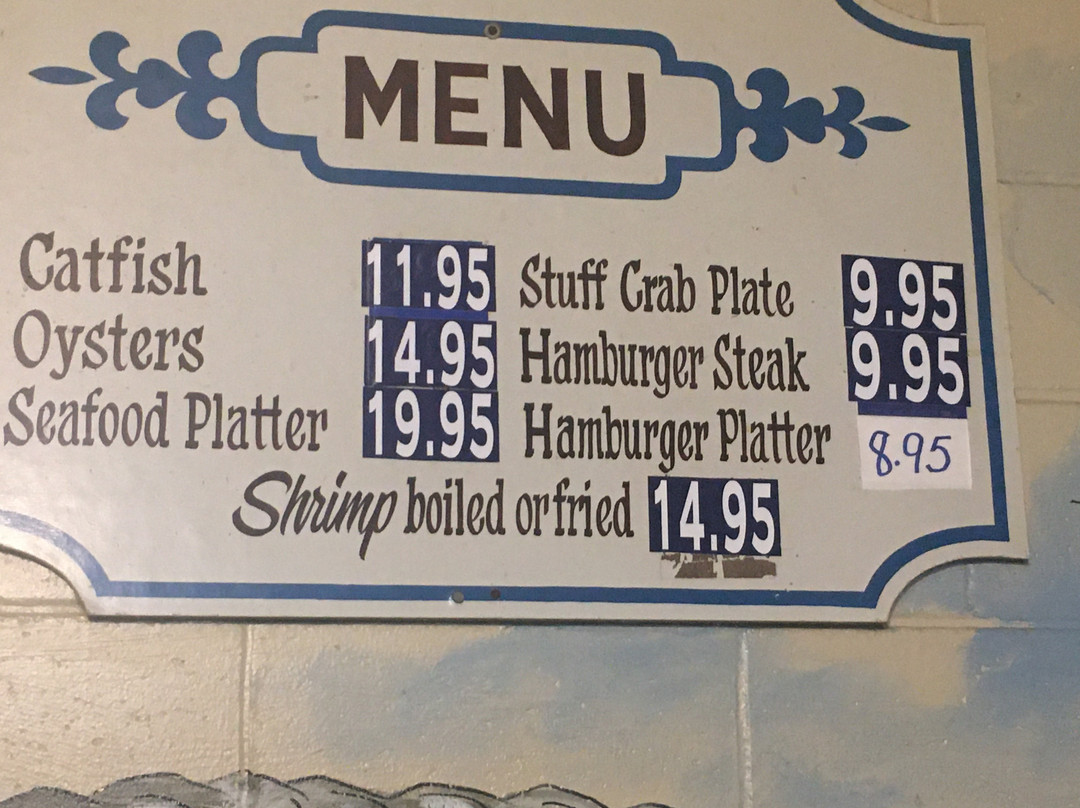 MENU
Catfish 11.95 Stuff Crab Plate 9.95
Oysters 14.95 Hamburger Steak 9.95
Seafood Platter 19.95 Hamburger Platter 8.95
Shrimp boiled or fried 14.95